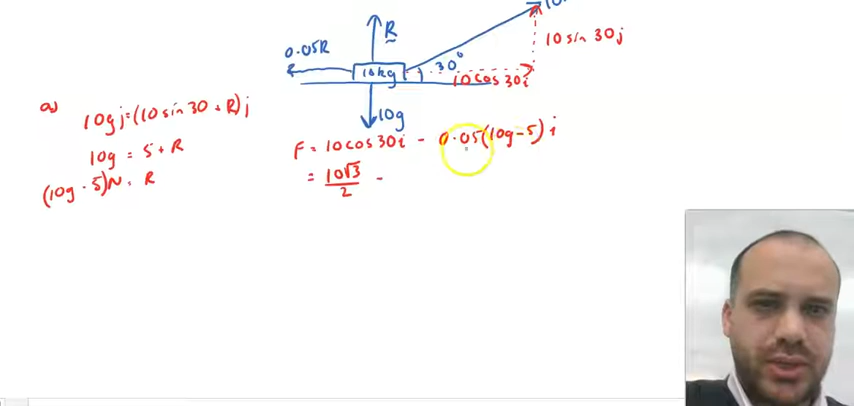 10
R
10 sin 30j
0.05R
30°
10kg
10 cos 30i
10g
a)
10gj = (10 sin 30 + R)j
10g = 5 + R
(10g - 5)N = R
F = 10 cos 30i - 0.05(10g-5)i
= 10√3
2
-